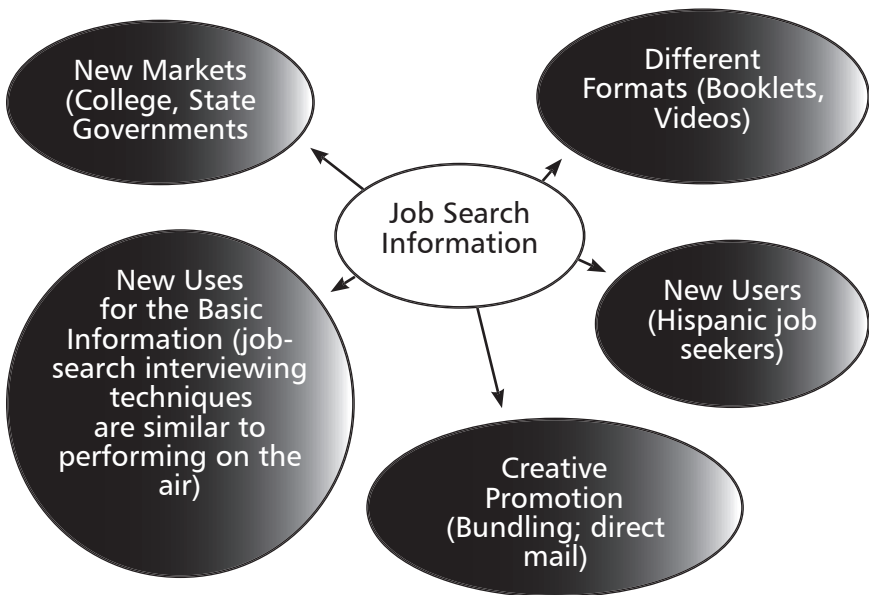 New Markets
(College, State
Governments
Different
Formats (Booklets,
Videos)
Job Search
Information
New Uses
for the Basic
Information (job-
search interviewing
techniques
are similar to
performing on the
air)
New Users
(Hispanic job
seekers)
Creative
Promotion
(Bundling; direct
mail)